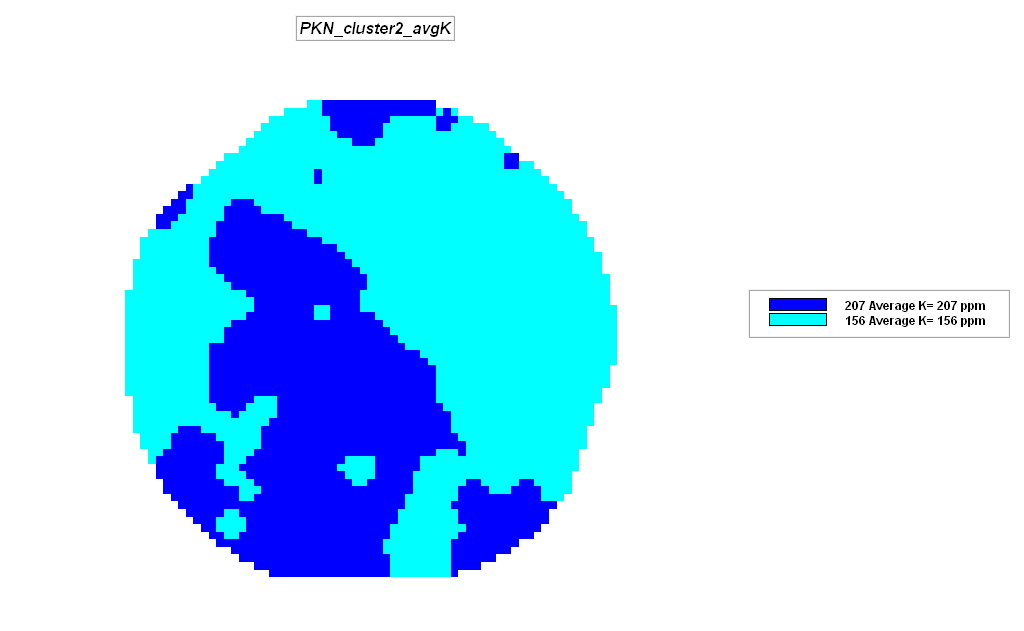 PKN_cluster2_avgK
207 Average K= 207 ppm
156 Average K= 156 ppm